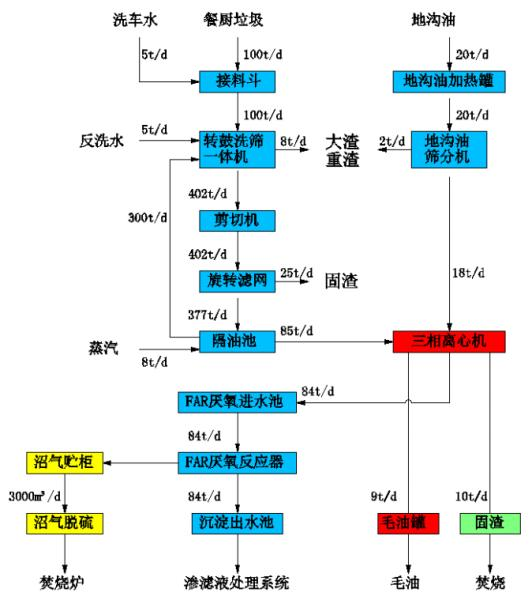 洗车水 餐厨垃圾 地沟油
5t/d 100t/d 20t/d
接料斗 地沟油加热罐
100t/d 20t/d
反洗水 5t/d 转鼓洗筛 8t/d 大渣 2t/d 地沟油
一体机 重渣 筛分机
402t/d
300t/d 剪切机
402t/d
旋转滤网 25t/d 固渣 18t/d
377t/d
蒸汽 隔油池 85t/d 三相离心机
8t/d
84t/d
FAR厌氧进水池
84t/d
沼气贮柜 FAR厌氧反应器
3000m³/d 84t/d 9t/d 10t/d
沼气脱硫 沉淀出水池 毛油罐 固渣
焚烧炉 渗滤液处理系统 毛油 焚烧